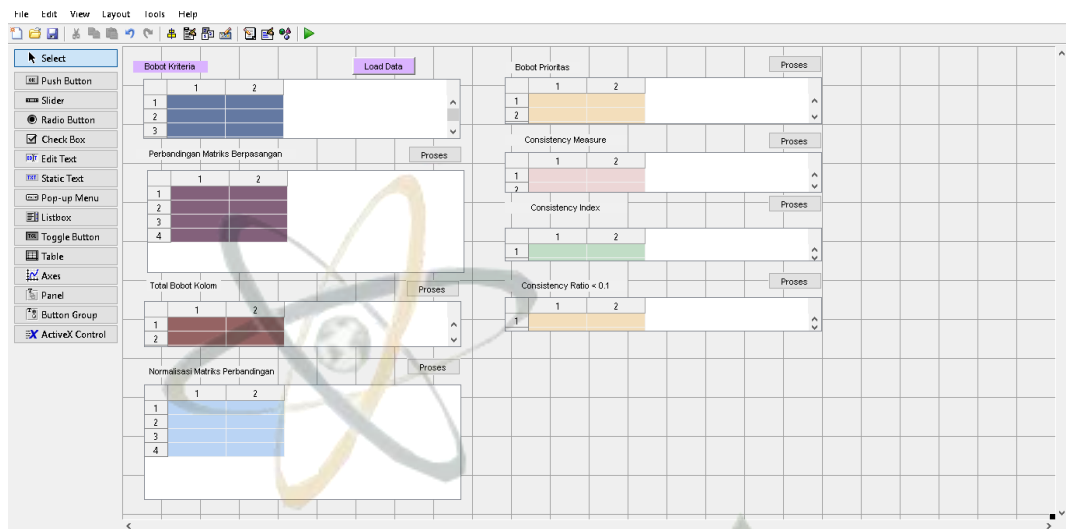 File Edit View Layout Tools Help
Select
Push Button
Slider
Radio Button
Check Box
Edit Text
Static Text
Pop-up Menu
Listbox
Toggle Button
Table
Axes
Panel
Button Group
ActiveX Control
Bobot Kriteria
Load Data
1 2
1
2
3
Perbandingan Matriks Berpasangan
Proses
1 2
1
2
3
4
Total Bobot Kolom
Proses
1 2
1
2
Normalisasi Matriks Perbandingan
Proses
1 2
1
2
3
4
Bobot Prioritas
Proses
1 2
1
2
Consistency Measure
Proses
1 2
1
2
Consistency Index
Proses
1 2
1
Consistency Ratio < 0.1
Proses
1 2
1